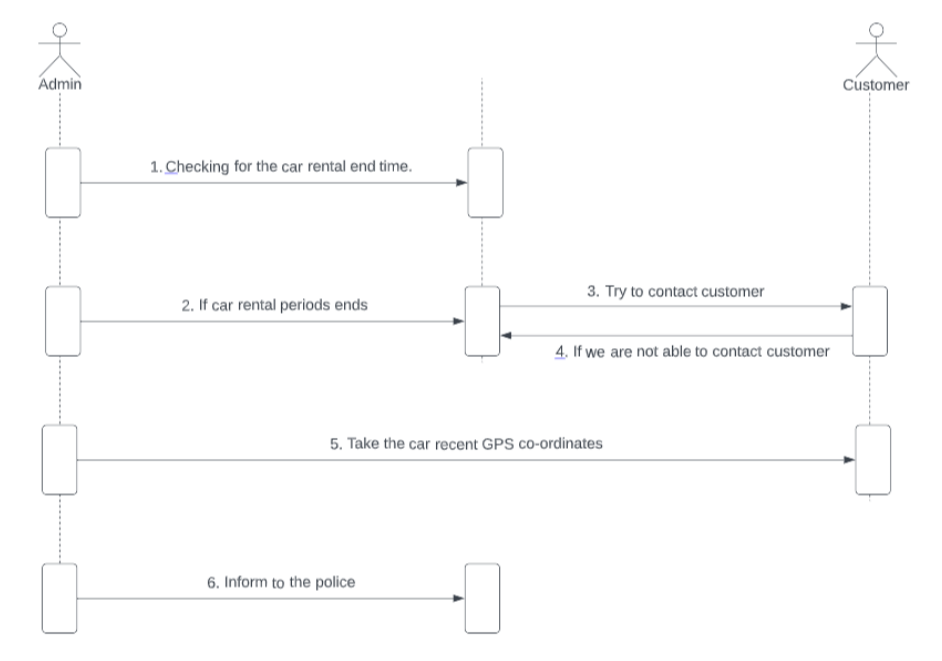 Admin
Customer
1. Checking for the car rental end time.
3. Try to contact customer
2. If car rental periods ends
4. If we are not able to contact customer
5. Take the car recent GPS co-ordinates
6. Inform to the police